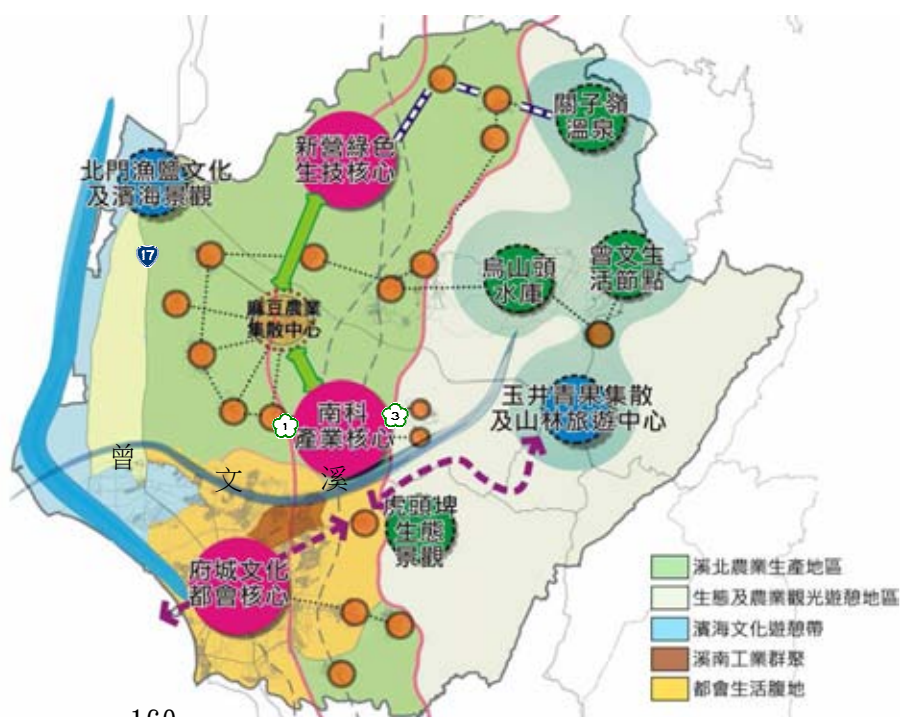 關子嶺
溫泉
新營綠色
生技核心
北門漁鹽文化
及濱海景觀
17
烏山頭
水庫
曾文生
活節點
麻豆農業
集散中心
玉井青果集散
及山林旅遊中心
南科
產業核心
1
3
曾 文 溪
虎頭埤
生態
景觀
府城文化
都會核心
溪北農業生產地區
生態及農業觀光遊憩地區
濱海文化遊憩帶
溪南工業群聚
都會生活腹地
160